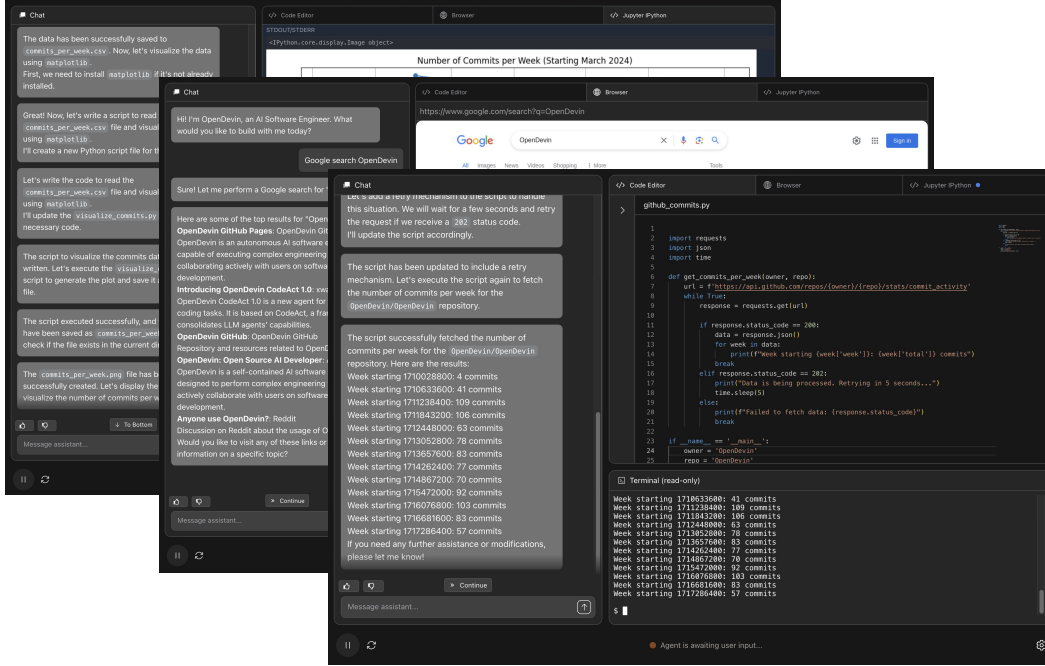 Chat
The data has been successfully saved to
commits_per_week.csv. Now, let's visualize the data
using matplotlib.
First, we need to install matplotlib if it's not already
installed.
Great! Now, let's write a script to read
commits_per_week.csv file and visual
using matplotlib.
I'll create a new Python script for th
Let's write the code to read the
commits_per_week.csv file and visual
using matplotlib.
I'll update the visualize_commits.py
necessary code.
The script to visualize the commits dat
written. Let's execute the visualize_c
script to generate the plot and save it a
file.
The script executed successfully, and
have been saved as commits_per_wee
check if the file exists in the current di
The commits_per_week.png file has b
successfully created. Let's display the
visualize the number of commits per w
To Bottom
Message assistant...
Code Editor
Browser
Jupyter IPython
STDOUT/STDERR
<IPython.core.display.Image object>
Number of Commits per Week (Starting March 2024)
Chat
Hi! I'm OpenDevin, an AI Software Engineer. What
would you like to build with me today?
Google search OpenDevin
Sure! Let me perform a Google search for "
Here are some of the top results for "Open
OpenDevin GitHub Pages: OpenDevin Git
OpenDevin is an autonomous AI software e
capable of executing complex engineering
collaborating actively with users on softwa
development.
Introducing OpenDevin CodeAct 1.0: xwa
OpenDevin CodeAct 1.0 is a new agent for
coding tasks. It is based on CodeAct, a fra
consolidates LLM agents' capabilities.
OpenDevin GitHub: OpenDevin GitHub
Repository and resources related to OpenD
OpenDevin: Open Source AI Developer:
OpenDevin is a self-contained AI software
designed to perform complex engineering
actively collaborate with users on software
development.
Anyone use OpenDevin?: Reddit
Discussion on Reddit about the usage of O
Would you like to visit any of these links or
information on a specific topic?
Continue
Message assistant...
Code Editor
Browser
Jupyter IPython
https://www.google.com/search?q=OpenDevin
Google
OpenDevin
Sign in
All Images News Videos Shopping More
Tools
Chat
Let's add a retry mechanism to the script to handle
this situation. We will wait for a few seconds and retry
the request if we receive a 202 status code.
I'll update the script accordingly.
The script has been updated to include a retry
mechanism. Let's execute the script again to fetch
the number of commits per week for the
OpenDevin/OpenDevin repository.
The script successfully fetched the number of
commits per week for the OpenDevin/OpenDevin
repository. Here are the results:
Week starting 1710028800: 4 commits
Week starting 1710633600: 41 commits
Week starting 1711238400: 109 commits
Week starting 1711843200: 106 commits
Week starting 1712448000: 63 commits
Week starting 1713052800: 78 commits
Week starting 1713657600: 83 commits
Week starting 1714262400: 77 commits
Week starting 1714867200: 70 commits
Week starting 1715472000: 92 commits
Week starting 1716076800: 103 commits
Week starting 1716681600: 83 commits
Week starting 1717286400: 57 commits
If you need any further assistance or modifications,
please let me know!
Continue
Message assistant...
Code Editor
Browser
Jupyter IPython
github_commits.py
1
2 import requests
3 import json
4 import time
5
6 def get_commits_per_week(owner, repo):
7 url = f'https://api.github.com/repos/{owner}/{repo}/stats/commit_activity'
8 while True:
9 response = requests.get(url)
10
11 if response.status_code == 200:
12 data = response.json()
13 for week in data:
14 print(f"Week starting {week['week']}: {week['total']} commits")
15 break
16 elif response.status_code == 202:
17 print("Data is being processed. Retrying in 5 seconds...")
18 time.sleep(5)
19 else:
20 print(f"Failed to fetch data: {response.status_code}")
21 break
22
23 if __name__ == '__main__':
24 owner = 'OpenDevin'
25 repo = 'OpenDevin'
Terminal (read-only)
Week starting 1710633600: 41 commits
Week starting 1711238400: 109 commits
Week starting 1711843200: 106 commits
Week starting 1712448000: 63 commits
Week starting 1713052800: 78 commits
Week starting 1713657600: 83 commits
Week starting 1714262400: 77 commits
Week starting 1714867200: 70 commits
Week starting 1715472000: 92 commits
Week starting 1716076800: 103 commits
Week starting 1716681600: 83 commits
Week starting 1717286400: 57 commits
$
Agent is awaiting user input...